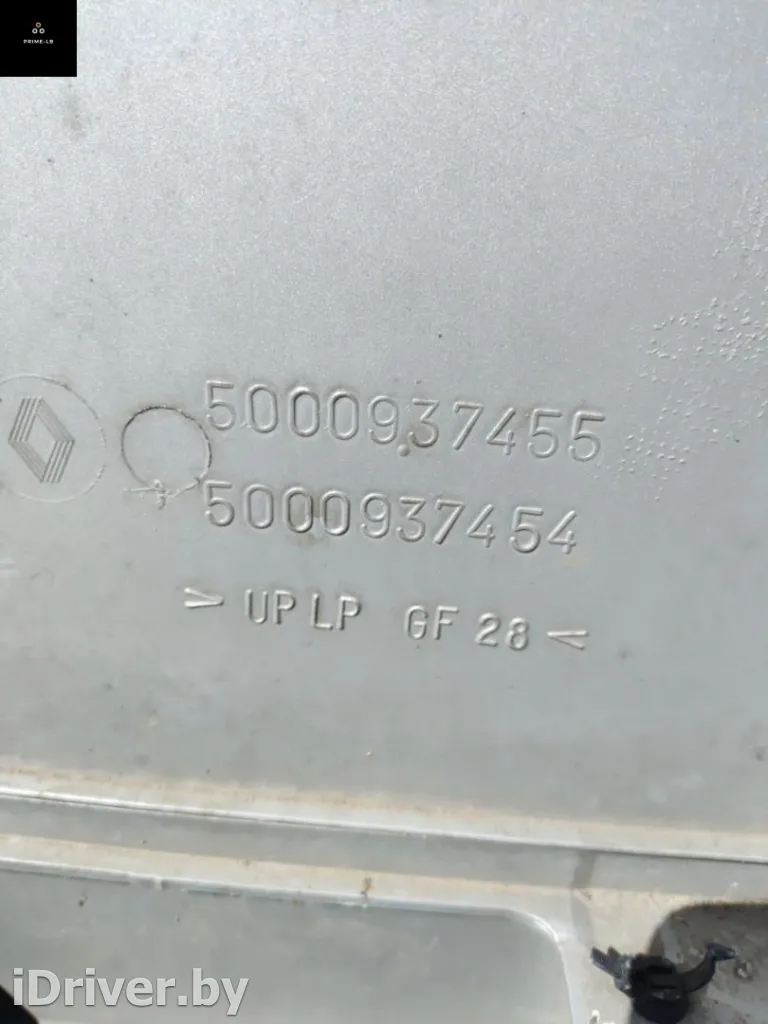 PRIME-LB
5000937455
5000937454
> UP LP GF 28 <
iDriver.by